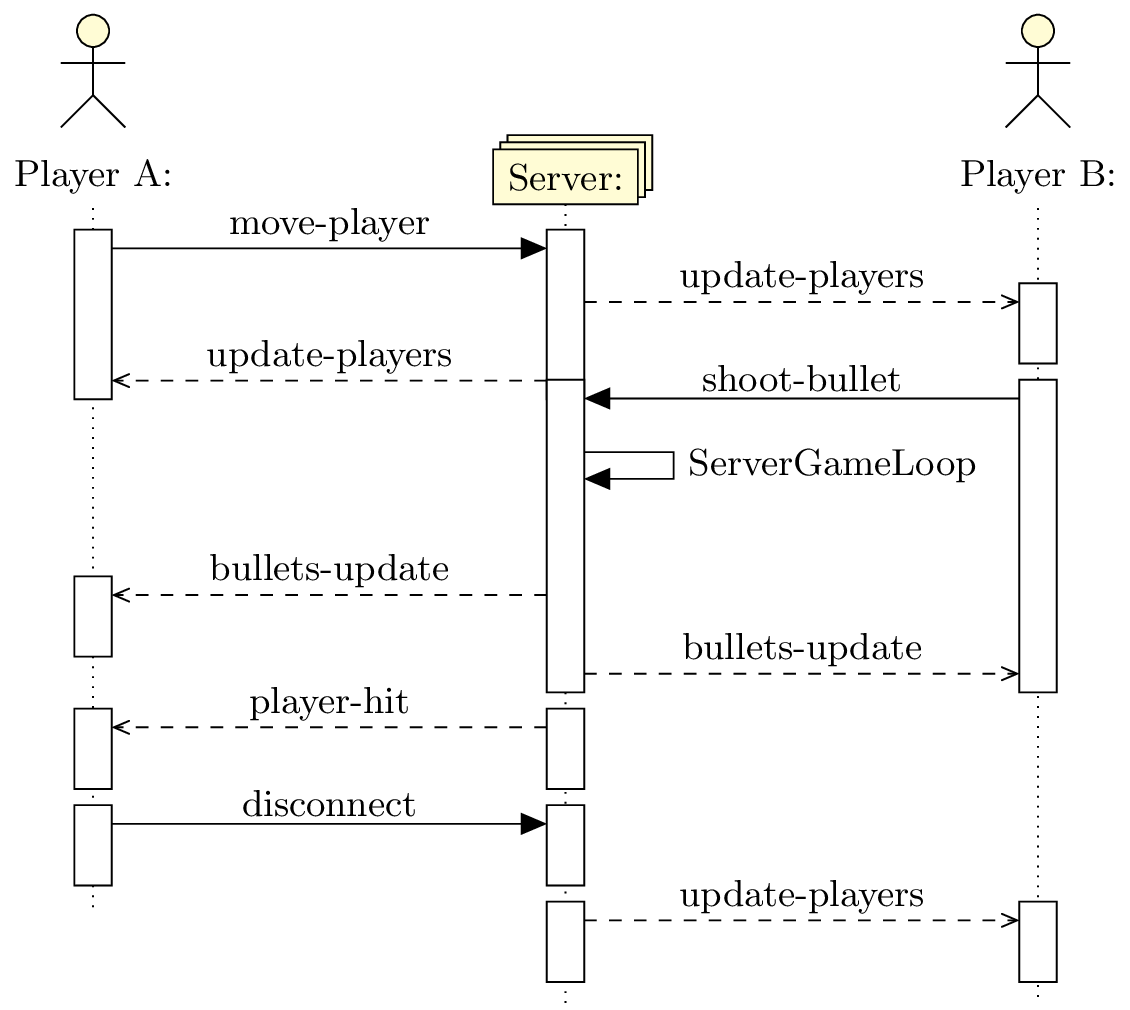 Player A:
Server:
Player B:
move-player
update-players
update-players
shoot-bullet
ServerGameLoop
bullets-update
bullets-update
player-hit
disconnect
update-players